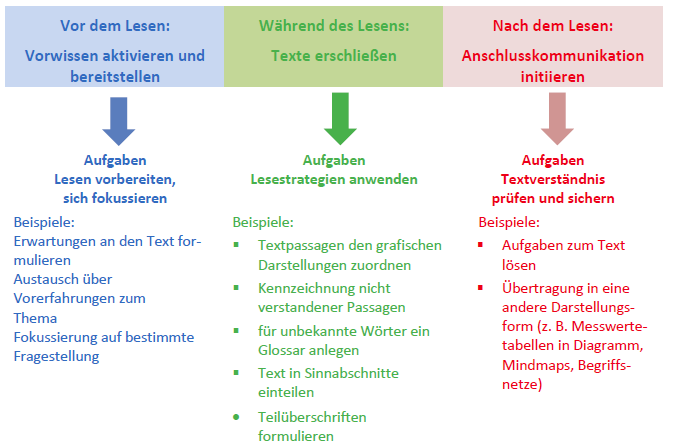 Vor dem Lesen:
Vorwissen aktivieren und
bereitstellen
Aufgaben
Lesen vorbereiten,
sich fokussieren
Beispiele:
Erwartungen an den Text for-
mulieren
Austausch über
Vorerfahrungen zum
Thema
Fokussierung auf bestimmte
Fragestellung
Während des Lesens:
Texte erschließen
Aufgaben
Lesestrategien anwenden
Beispiele:
▪ Textpassagen den grafischen
Darstellungen zuordnen
▪ Kennzeichnung nicht
verstandener Passagen
▪ für unbekannte Wörter ein
Glossar anlegen
▪ Text in Sinnabschnitte
einteilen
• Teilüberschriften
formulieren
Nach dem Lesen:
Anschlusskommunikation
initiieren
Aufgaben
Textverständnis
prüfen und sichern
Beispiele:
▪ Aufgaben zum Text
lösen
▪ Übertragung in eine
andere Darstellungs-
form (z. B. Messwerte-
tabellen in Diagramm,
Mindmaps, Begriffs-
netze)